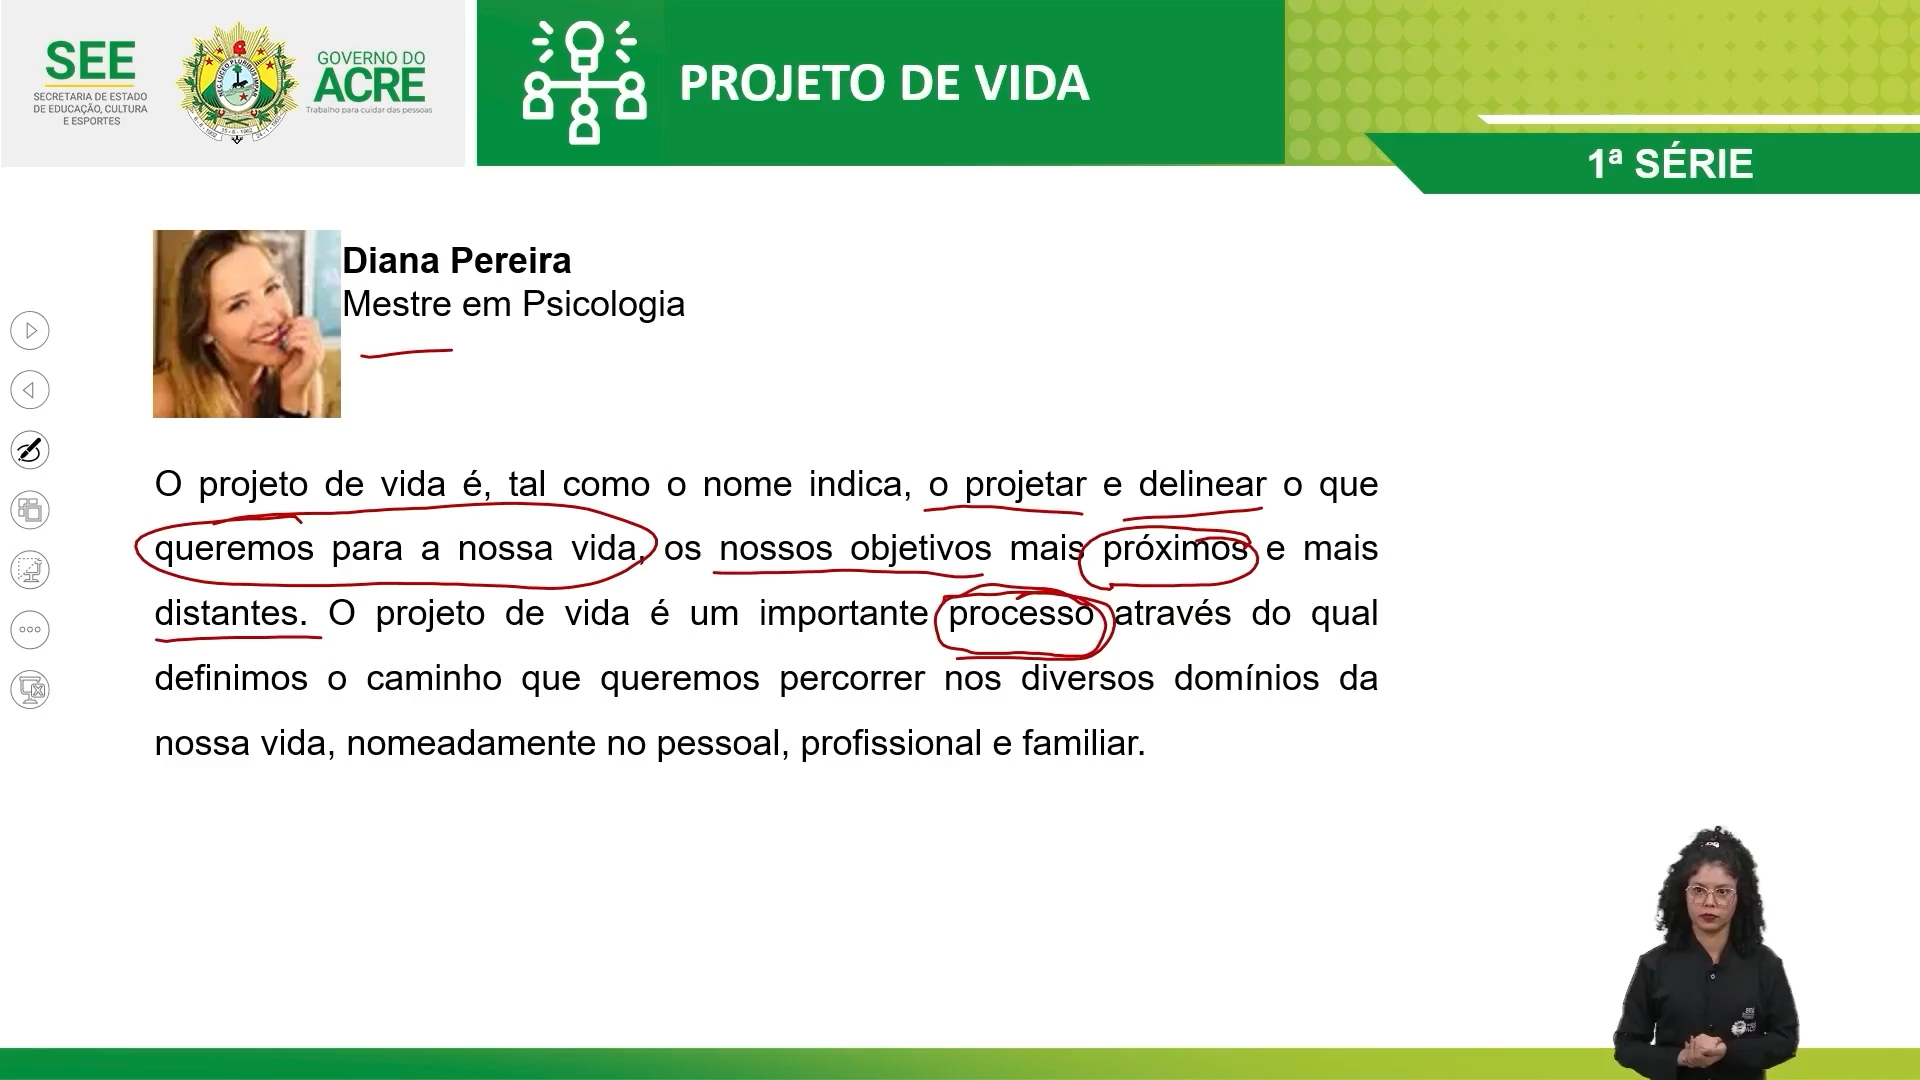 SEE
SECRETARIA DE ESTADO
DE EDUCAÇÃO, CULTURA
E ESPORTES
GOVERNO DO
ACRE
Trabalho para cuidar das pessoas
PROJETO DE VIDA
1ª SÉRIE
Diana Pereira
Mestre em Psicologia
O projeto de vida é, tal como o nome indica, o projetar e delinear o que
queremos para a nossa vida, os nossos objetivos mais próximos e mais
distantes. O projeto de vida é um importante processo através do qual
definimos o caminho que queremos percorrer nos diversos domínios da
nossa vida, nomeadamente no pessoal, profissional e familiar.